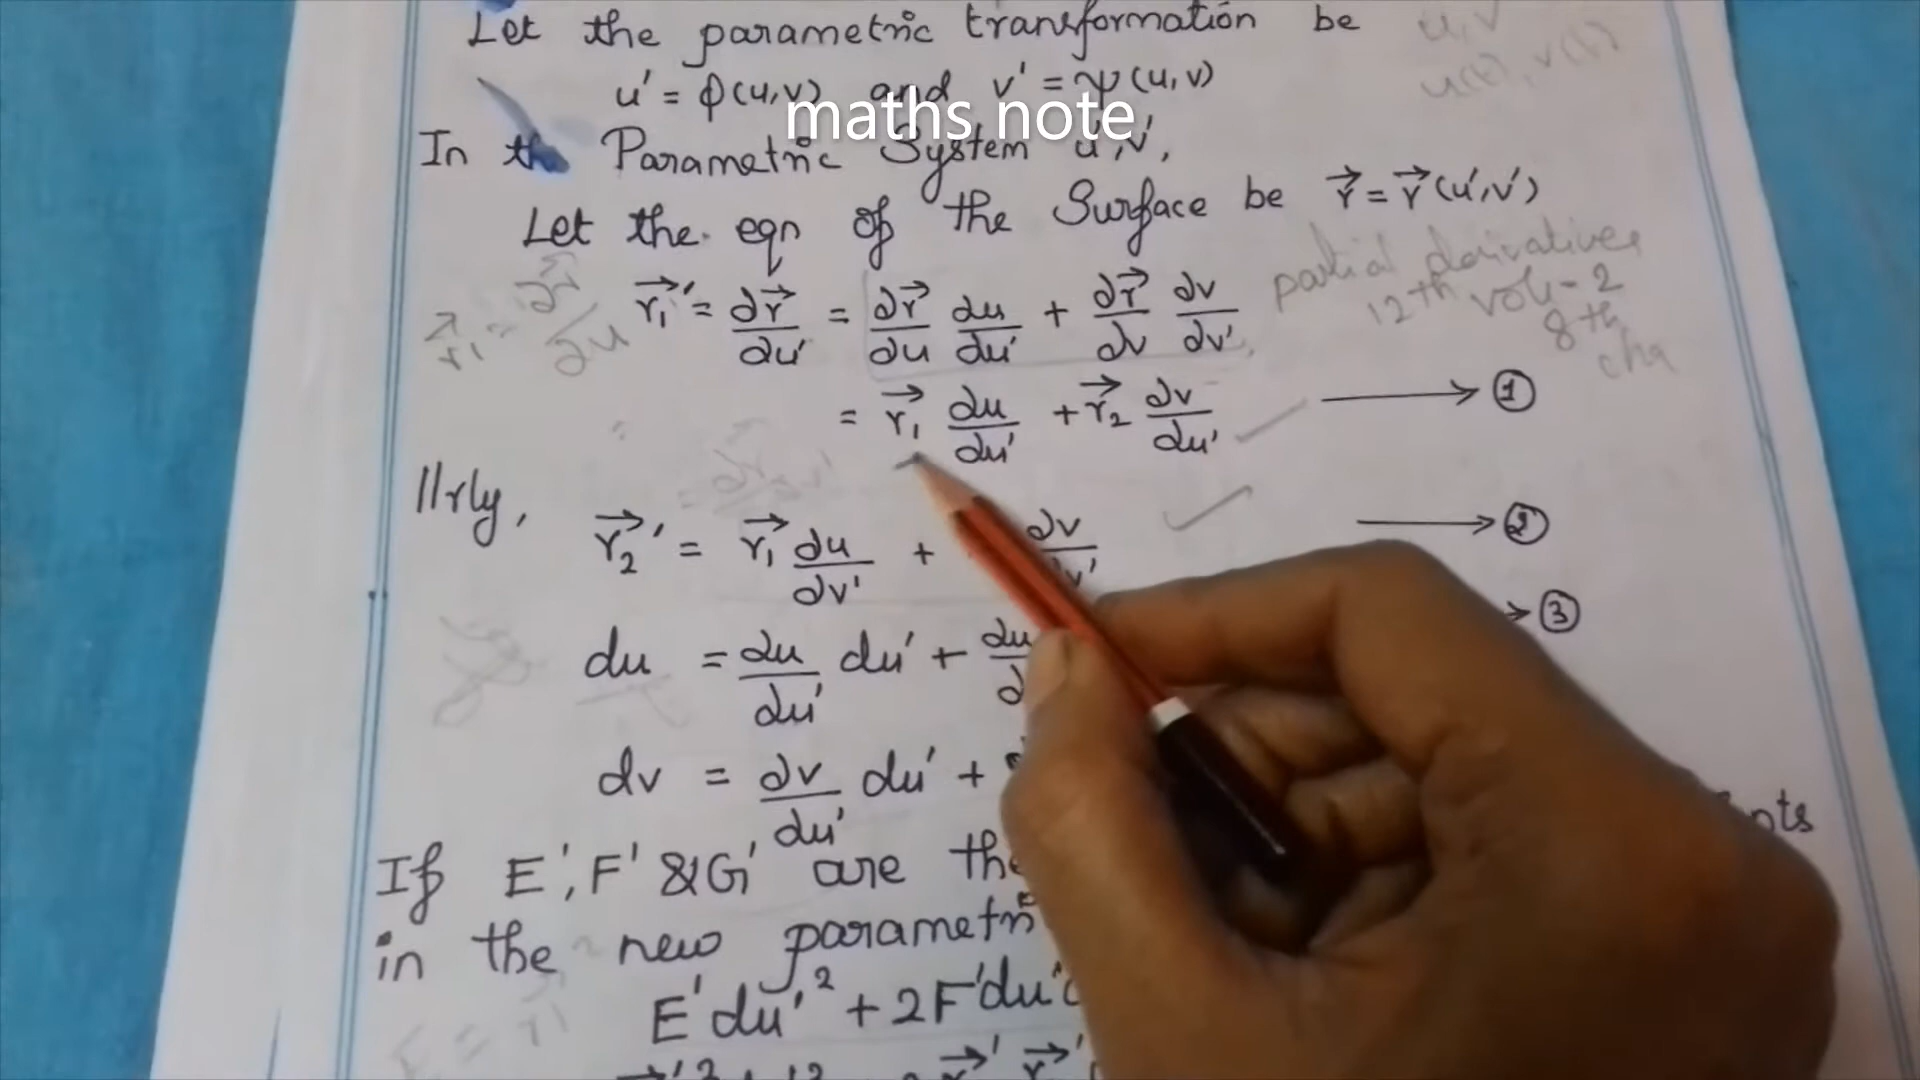 Let the parametric transformation be
u' = φ(u,v) and v' = ψ(u,v)
maths note
In the Parametric System u',v',
Let the eqn of the Surface be r⃗ = r⃗(u',v')
partial derivatives
12th vol-2
8th
cha
r⃗₁ = ∂r⃗/∂u
r⃗₁' = ∂r⃗/∂u' = ∂r⃗/∂u ∂u/∂u' + ∂r⃗/∂v ∂v/∂v'
= r⃗₁ ∂u/∂u' + r⃗₂ ∂v/∂u' → ①
||rly, r⃗₂' = r⃗₁ ∂u/∂v' + ∂v/∂v' → ②
du = ∂u/∂u' du' + ∂u → ③
dv = ∂v/∂u' du' +
If E', F' & G' are the
in the new
E'du'² + 2F'du'